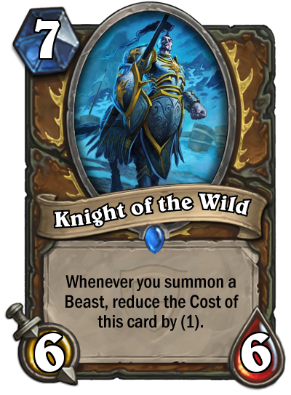 7
Knight of the Wild
Whenever you summon a
Beast, reduce the Cost of
this card by (1).
6 6